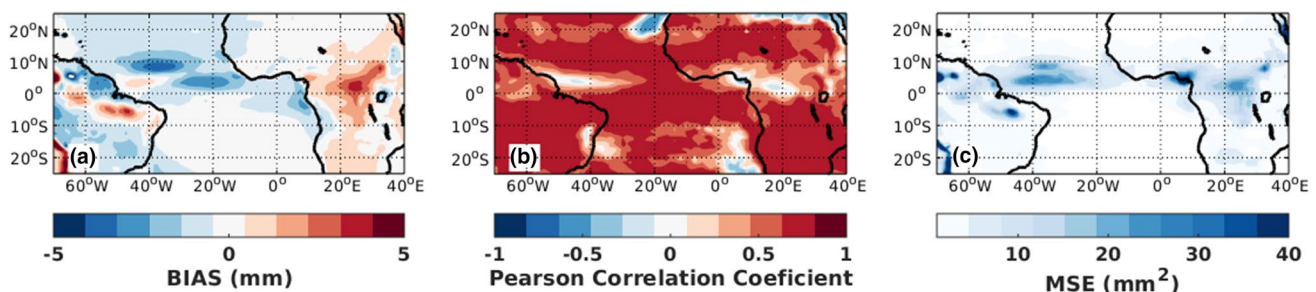 20°N
10°N
0°
10°S
20°S
(a)
60°W 40°W 20°W 0° 20°E 40°E
-5 0 5
BIAS (mm)
20°N
10°N
0°
10°S
20°S
(b)
60°W 40°W 20°W 0° 20°E 40°E
-1 -0.5 0 0.5 1
Pearson Correlation Coeficient
20°N
10°N
0°
10°S
20°S
(c)
60°W 40°W 20°W 0° 20°E 40°E
10 20 30 40
MSE (mm²)